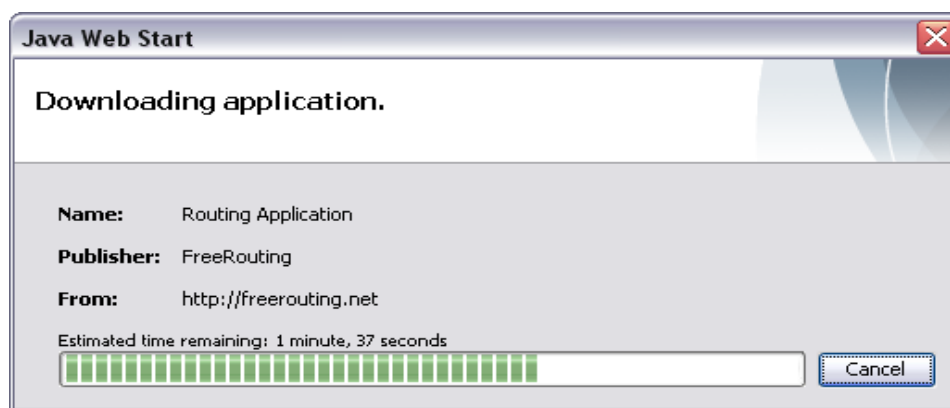 Java Web Start
Downloading application.
Name: Routing Application
Publisher: FreeRouting
From: http://freerouting.net
Estimated time remaining: 1 minute, 37 seconds
Cancel